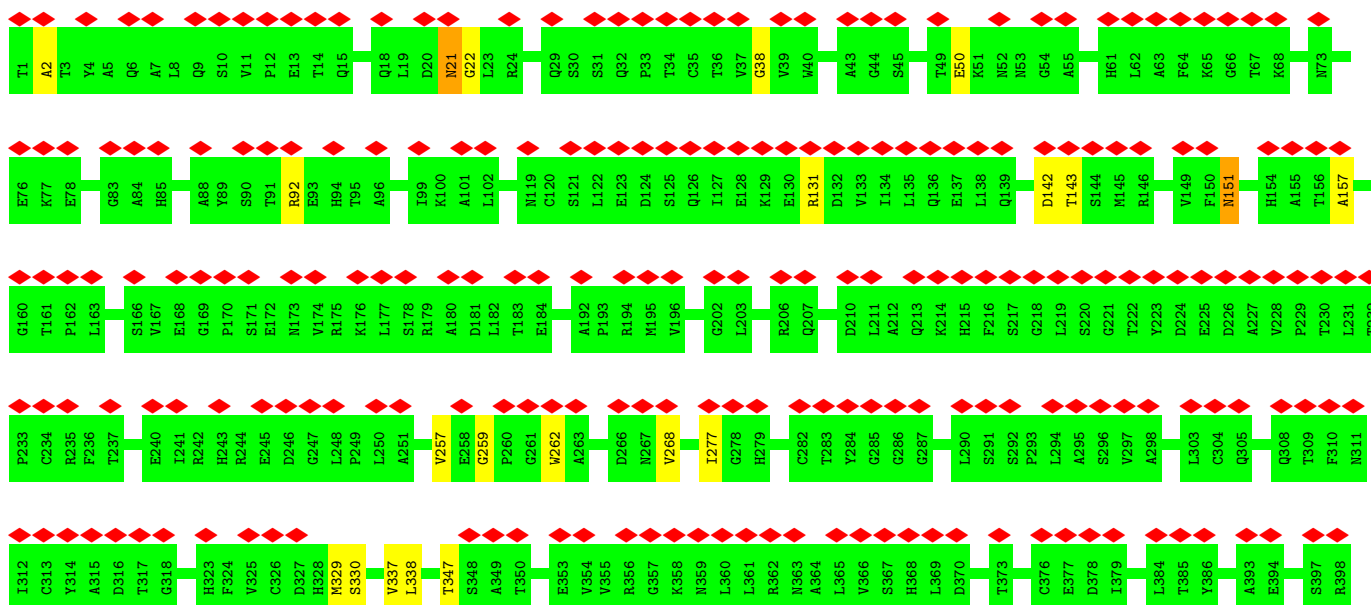 T1 A2 T3 Y4 A5 Q6 A7 L8 Q9 S10 V11 P12 E13 T14 Q15 Q18 L19 D20 N21 G22 L23 R24 Q29 S30 S31 Q32 P33 T34 C35 T36 V37 G38 V39 W40 A43 G44 S45 T49 E50 K51 N52 N53 G54 A55 H61 L62 A63 F64 K65 G66 T67 K68 N73
E76 K77 E78 G83 A84 H85 A88 Y89 S90 T91 R92 E93 H94 T95 A96 I99 K100 A101 L102 N119 C120 S121 L122 E123 D124 S125 Q126 I127 E128 K129 E130 R131 D132 V133 I134 L135 Q136 E137 L138 Q139 D142 T143 S144 M145 R146 V149 F150 N151 H154 A155 T156 A157
G160 T161 P162 L163 S166 V167 E168 G169 P170 S171 E172 N173 V174 R175 K176 L177 S178 R179 A180 D181 L182 T183 E184 A192 P193 R194 M195 V196 G202 L203 R206 Q207 D210 L211 A212 Q213 K214 H215 F216 S217 G218 L219 S220 G221 T222 Y223 D224 E225 D226 A227 V228 P229 T230 L231
P233 C234 R235 F236 T237 E240 I241 R242 H243 R244 E245 D246 G247 L248 P249 L250 A251 V257 E258 G259 P260 G261 W262 A263 D266 N267 V268 I277 G278 H279 C282 T283 Y284 G285 G286 G287 L290 S291 S292 P293 L294 A295 S296 V297 A298 L303 C304 Q305 Q308 T309 F310 N311
I312 C313 Y314 A315 D316 T317 G318 H323 F324 V325 C326 D327 H328 M329 S330 V337 L338 T347 S348 A349 T350 E353 V354 V355 R356 G357 K358 N359 L360 L361 R362 N363 A364 L365 V366 S367 H368 L369 D370 T373 C376 E377 D378 I379 L384 T385 Y386 A393 E394 S397 R398